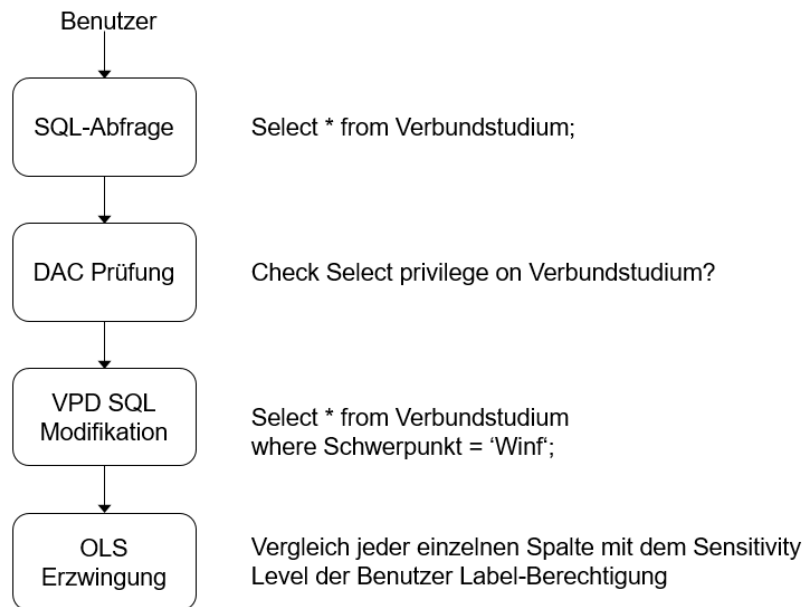 Benutzer
SQL-Abfrage
Select * from Verbundstudium;
DAC Prüfung
Check Select privilege on Verbundstudium?
VPD SQL
Modifikation
Select * from Verbundstudium
where Schwerpunkt = ‘Winf‘;
OLS
Erzwingung
Vergleich jeder einzelnen Spalte mit dem Sensitivity
Level der Benutzer Label-Berechtigung